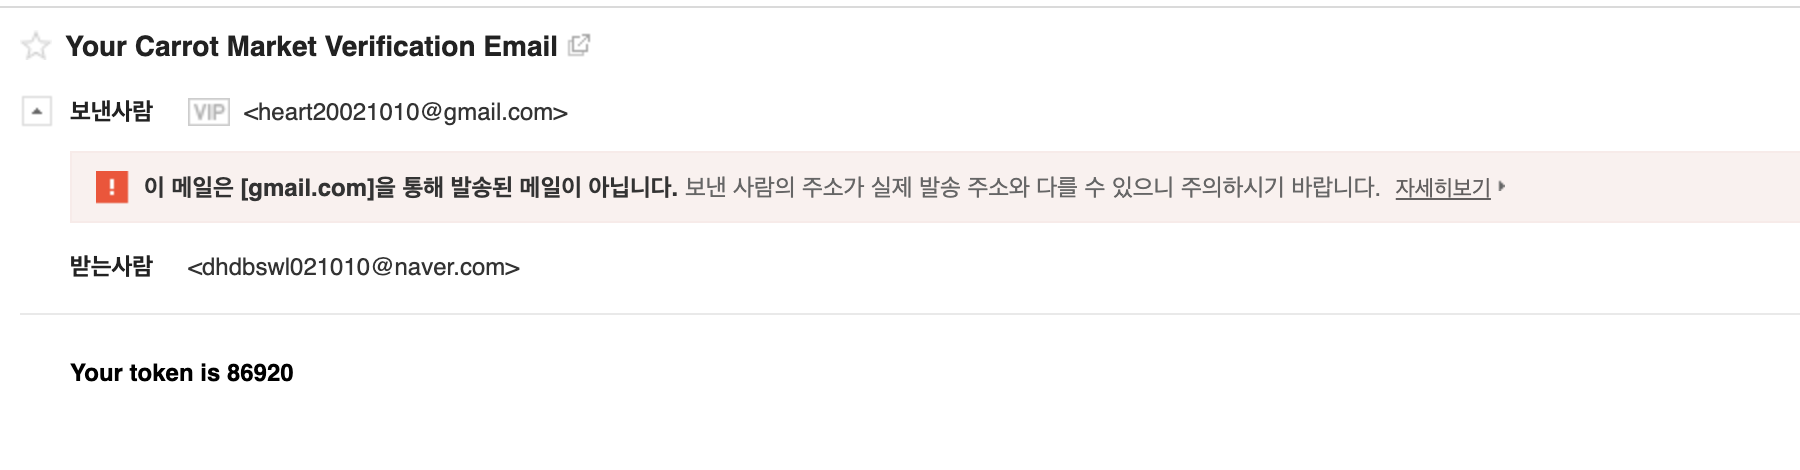 Your Carrot Market Verification Email
보낸사람 VIP <heart20021010@gmail.com>
! 이 메일은 [gmail.com]을 통해 발송된 메일이 아닙니다. 보낸 사람의 주소가 실제 발송 주소와 다를 수 있으니 주의하시기 바랍니다. 자세히보기
받는사람 <dhdbswl021010@naver.com>
Your token is 86920